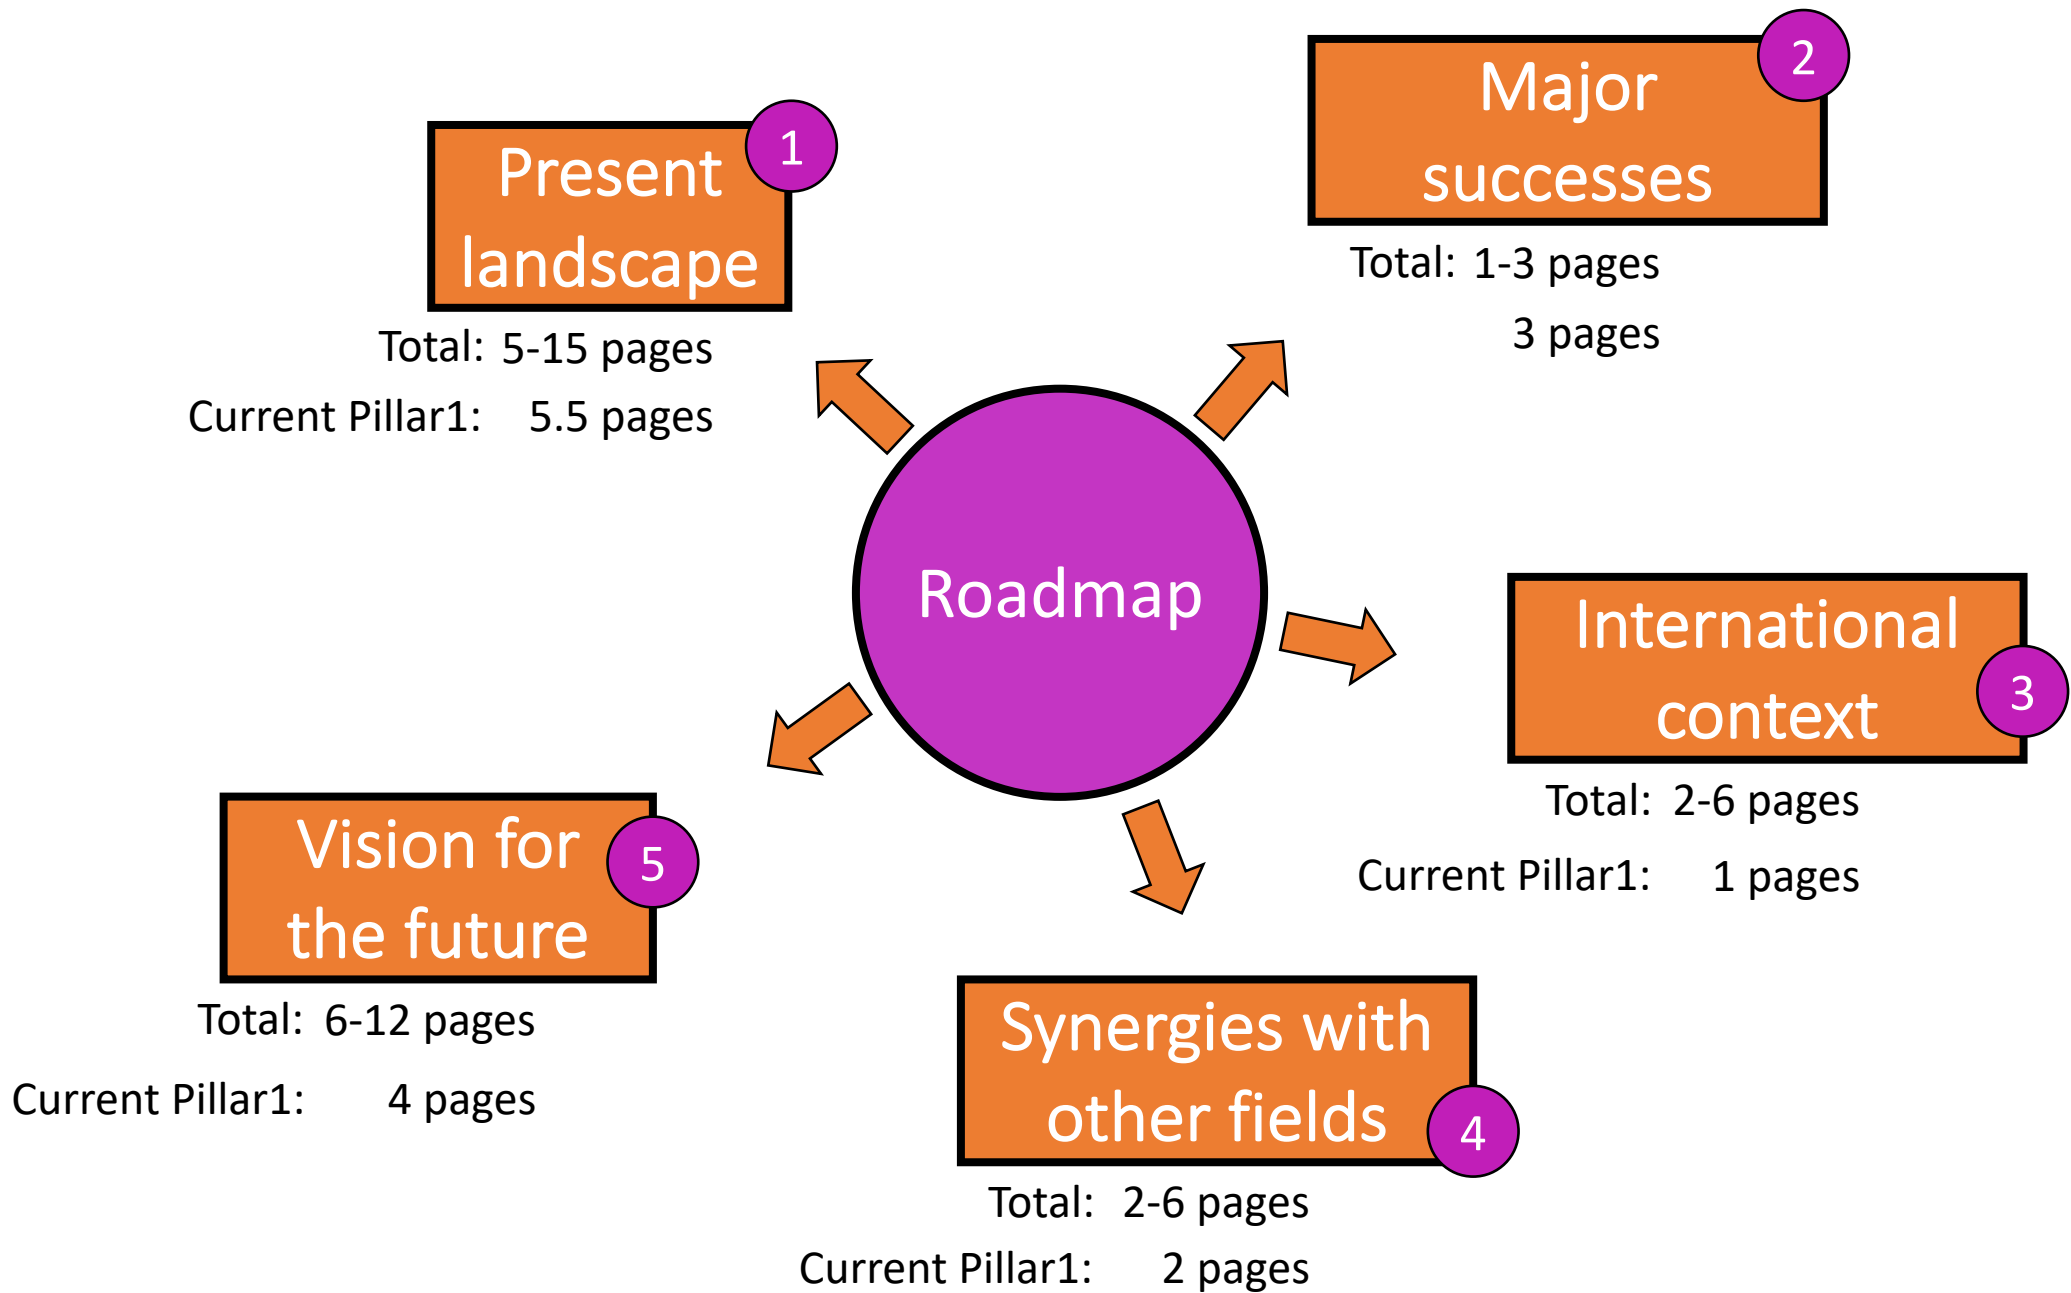 1
Present
landscape
Total: 5-15 pages
Current Pillar1: 5.5 pages
2
Major
successes
Total: 1-3 pages
3 pages
Roadmap
International
context
3
Total: 2-6 pages
Current Pillar1: 1 pages
Synergies with
other fields
4
Total: 2-6 pages
Current Pillar1: 2 pages
Vision for
the future
5
Total: 6-12 pages
Current Pillar1: 4 pages